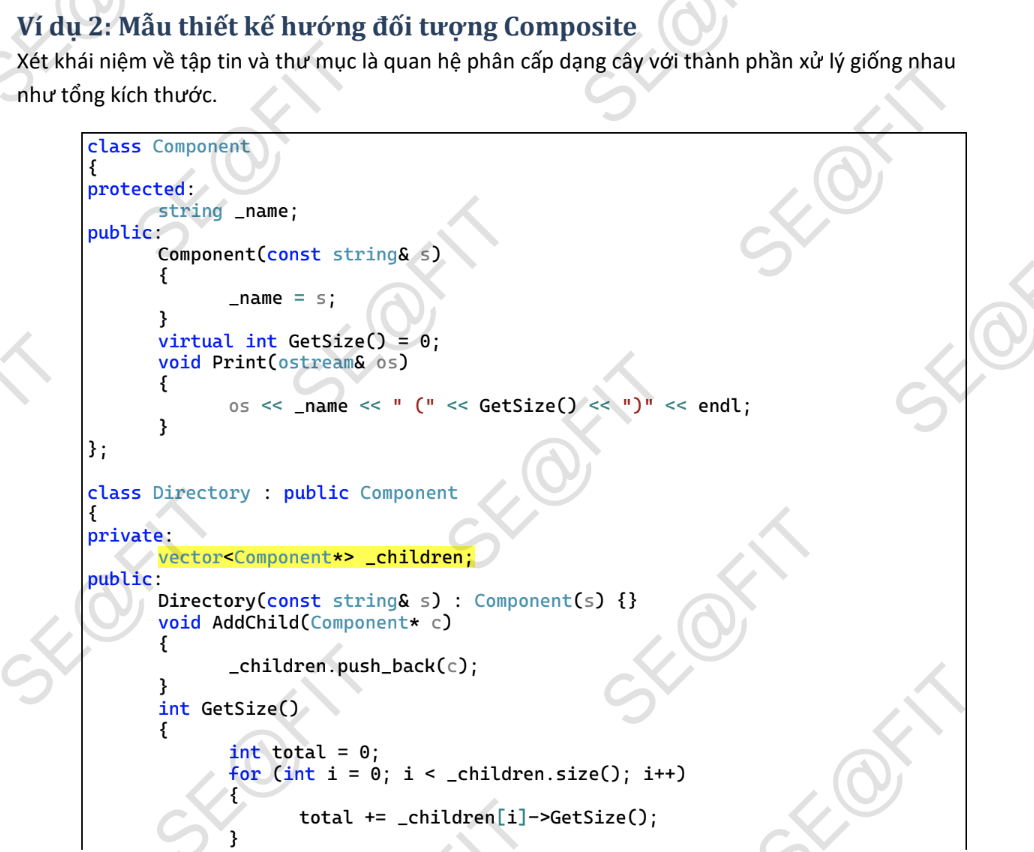 Ví dụ 2: Mẫu thiết kế hướng đối tượng Composite
Xét khái niệm về tập tin và thư mục là quan hệ phân cấp dạng cây với thành phần xử lý giống nhau
như tổng kích thước.
class Component
{
protected:
string _name;
public:
Component(const string& s)
{
_name = s;
}
virtual int GetSize() = 0;
void Print(ostream& os)
{
os << _name << " (" << GetSize() << ")" << endl;
}
};
class Directory : public Component
{
private:
vector<Component*> _children;
public:
Directory(const string& s) : Component(s) {}
void AddChild(Component* c)
{
_children.push_back(c);
}
int GetSize()
{
int total = 0;
for (int i = 0; i < _children.size(); i++)
{
total += _children[i]->GetSize();
}
SE@FIT
SE@FIT
SE@FIT
SE@FIT
SE@FIT
SE@FIT
SE@FIT
SE@FIT
SE@FIT
SE@FIT